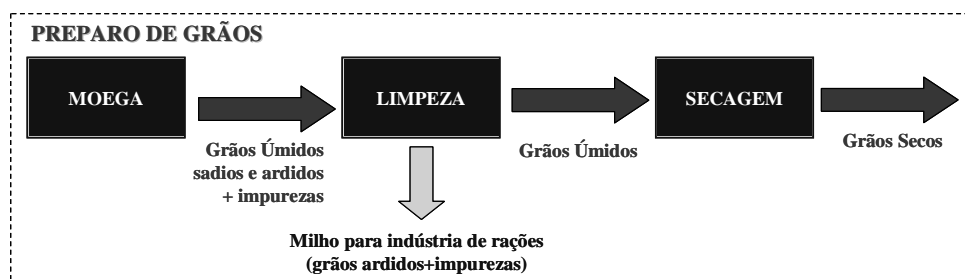 PREPARO DE GRÃOS
MOEGA
LIMPEZA
SECAGEM
Grãos Úmidos
sadios e ardidos
+ impurezas
Grãos Úmidos
Grãos Secos
Milho para indústria de rações
(grãos ardidos+impurezas)